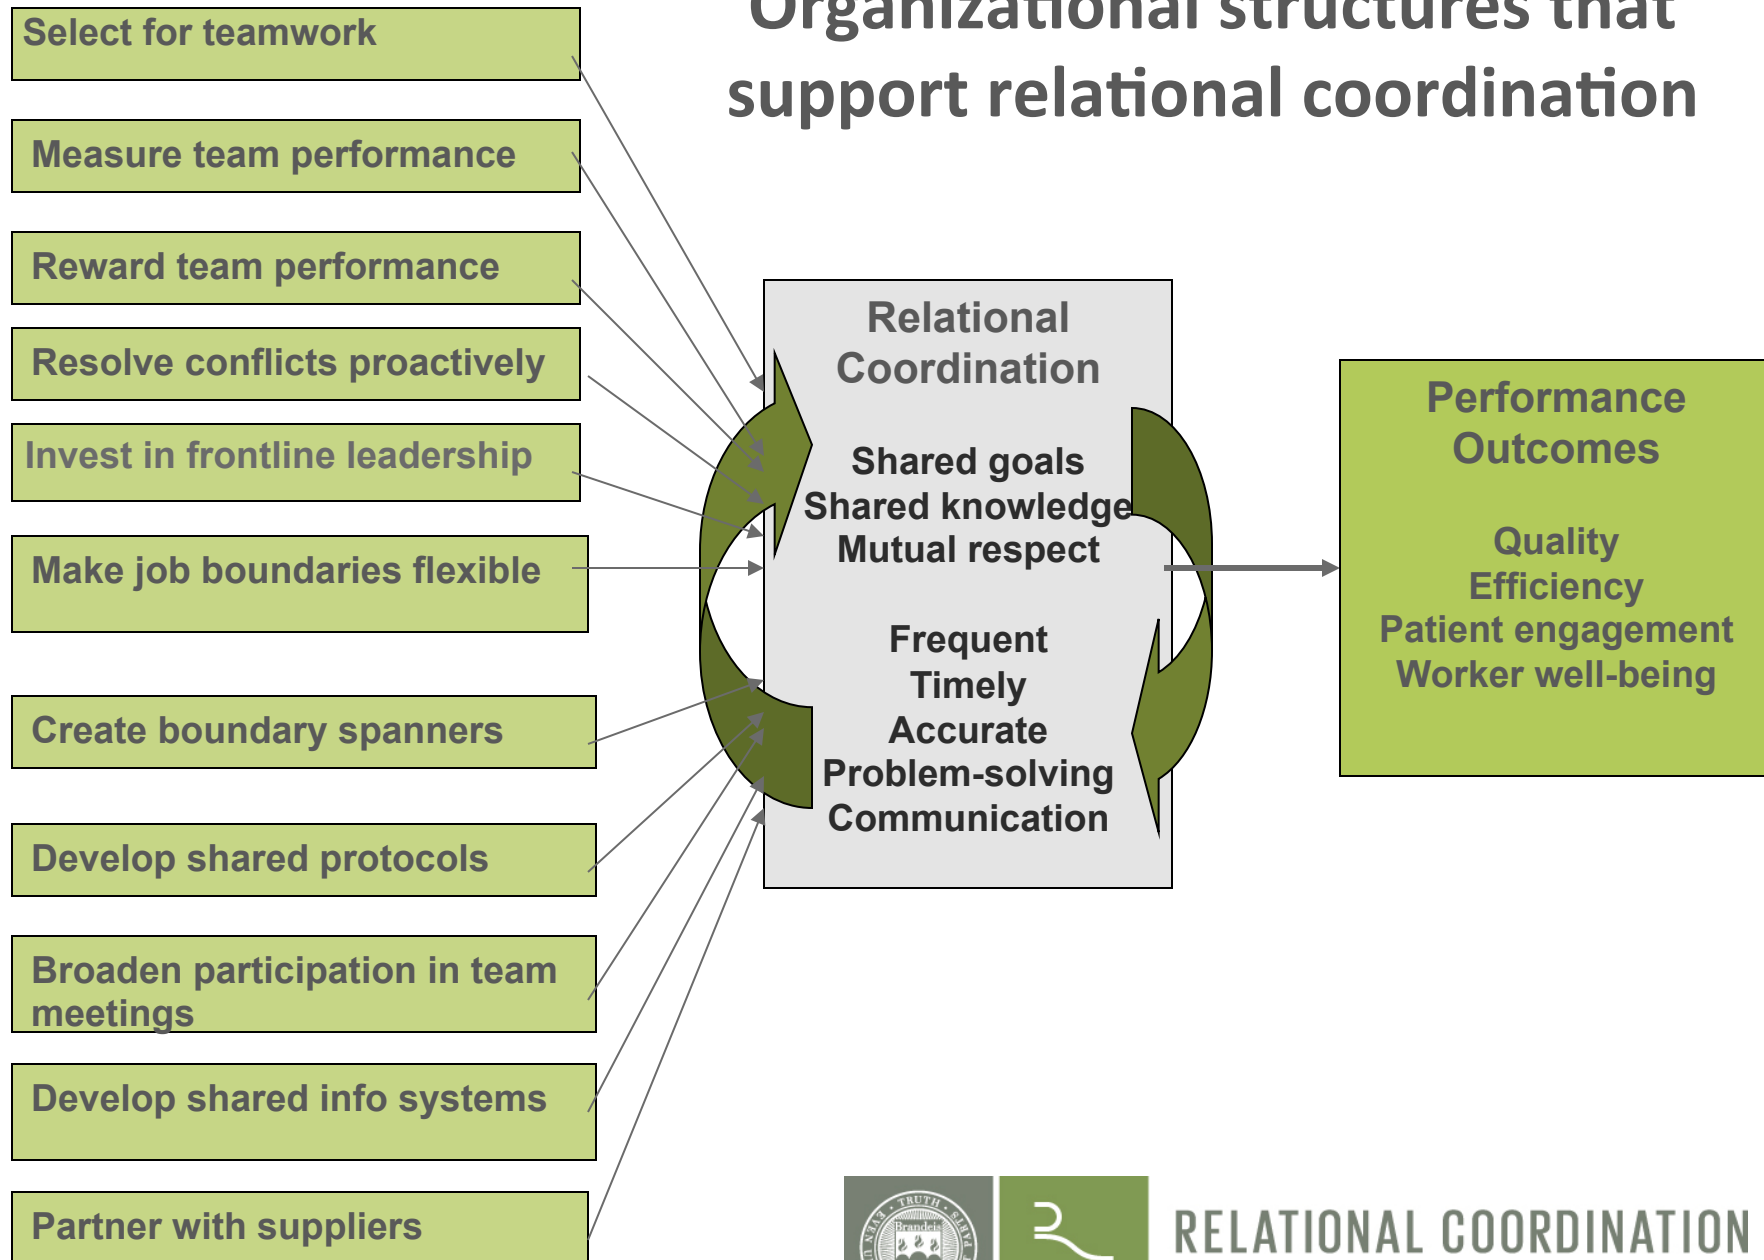 Organizational structures that
support relational coordination
Select for teamwork
Measure team performance
Reward team performance
Resolve conflicts proactively
Invest in frontline leadership
Make job boundaries flexible
Create boundary spanners
Develop shared protocols
Broaden participation in team
meetings
Develop shared info systems
Partner with suppliers
Relational
Coordination
Shared goals
Shared knowledge
Mutual respect
Frequent
Timely
Accurate
Problem-solving
Communication
Performance
Outcomes
Quality
Efficiency
Patient engagement
Worker well-being
TRUTH
EVEN
Brandeis
RELATIONAL COORDINATION